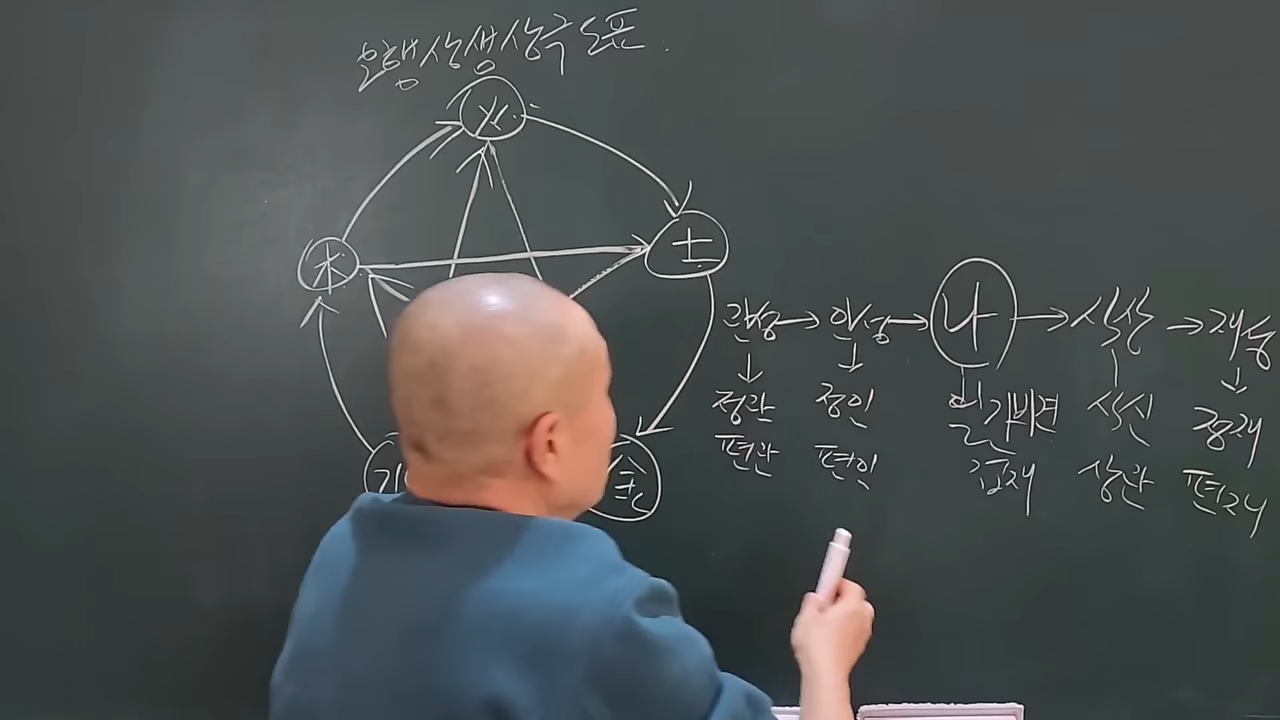 오행상생상극도표
火
木
土
金
관성 → 인성 → 나 → 식상 → 재성
정관 정인 일간 비견 식신 정재
편관 편인 겁재 상관 편재